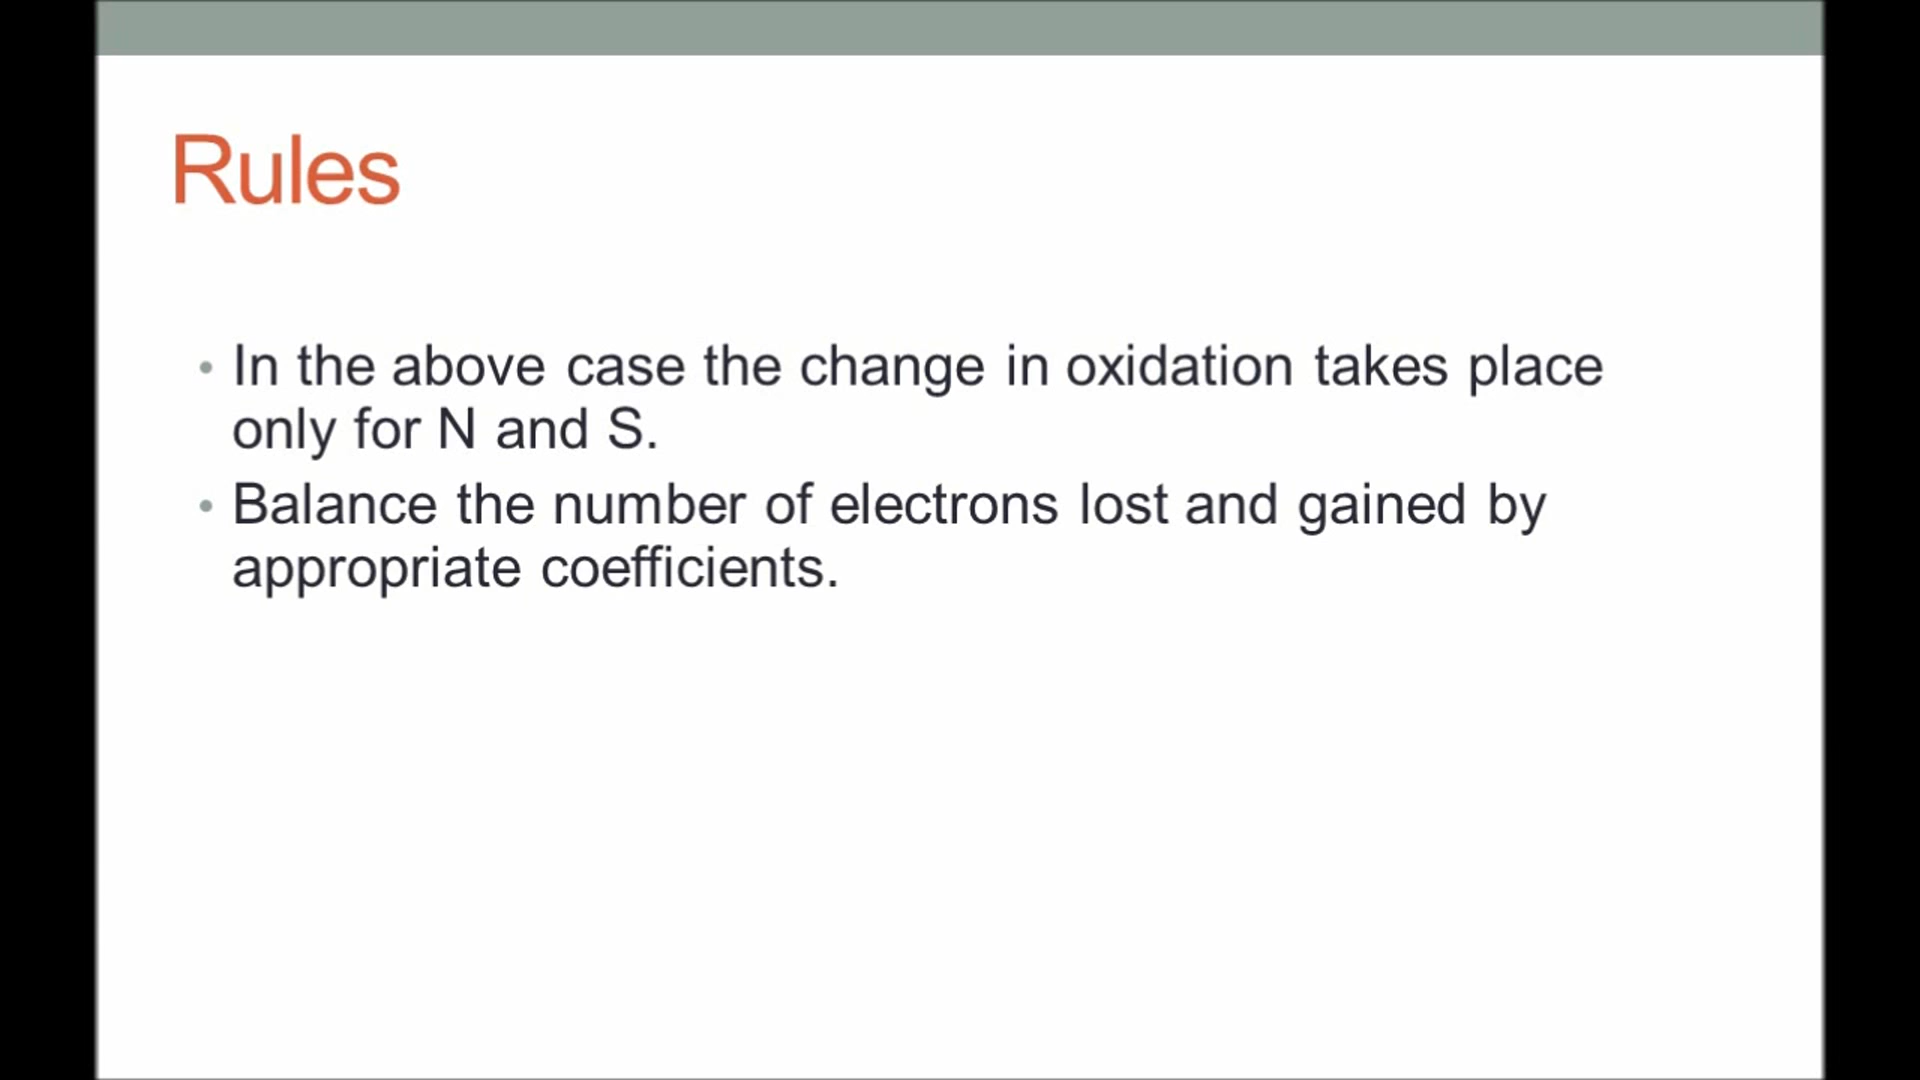 Rules
• In the above case the change in oxidation takes place
only for N and S.
• Balance the number of electrons lost and gained by
appropriate coefficients.